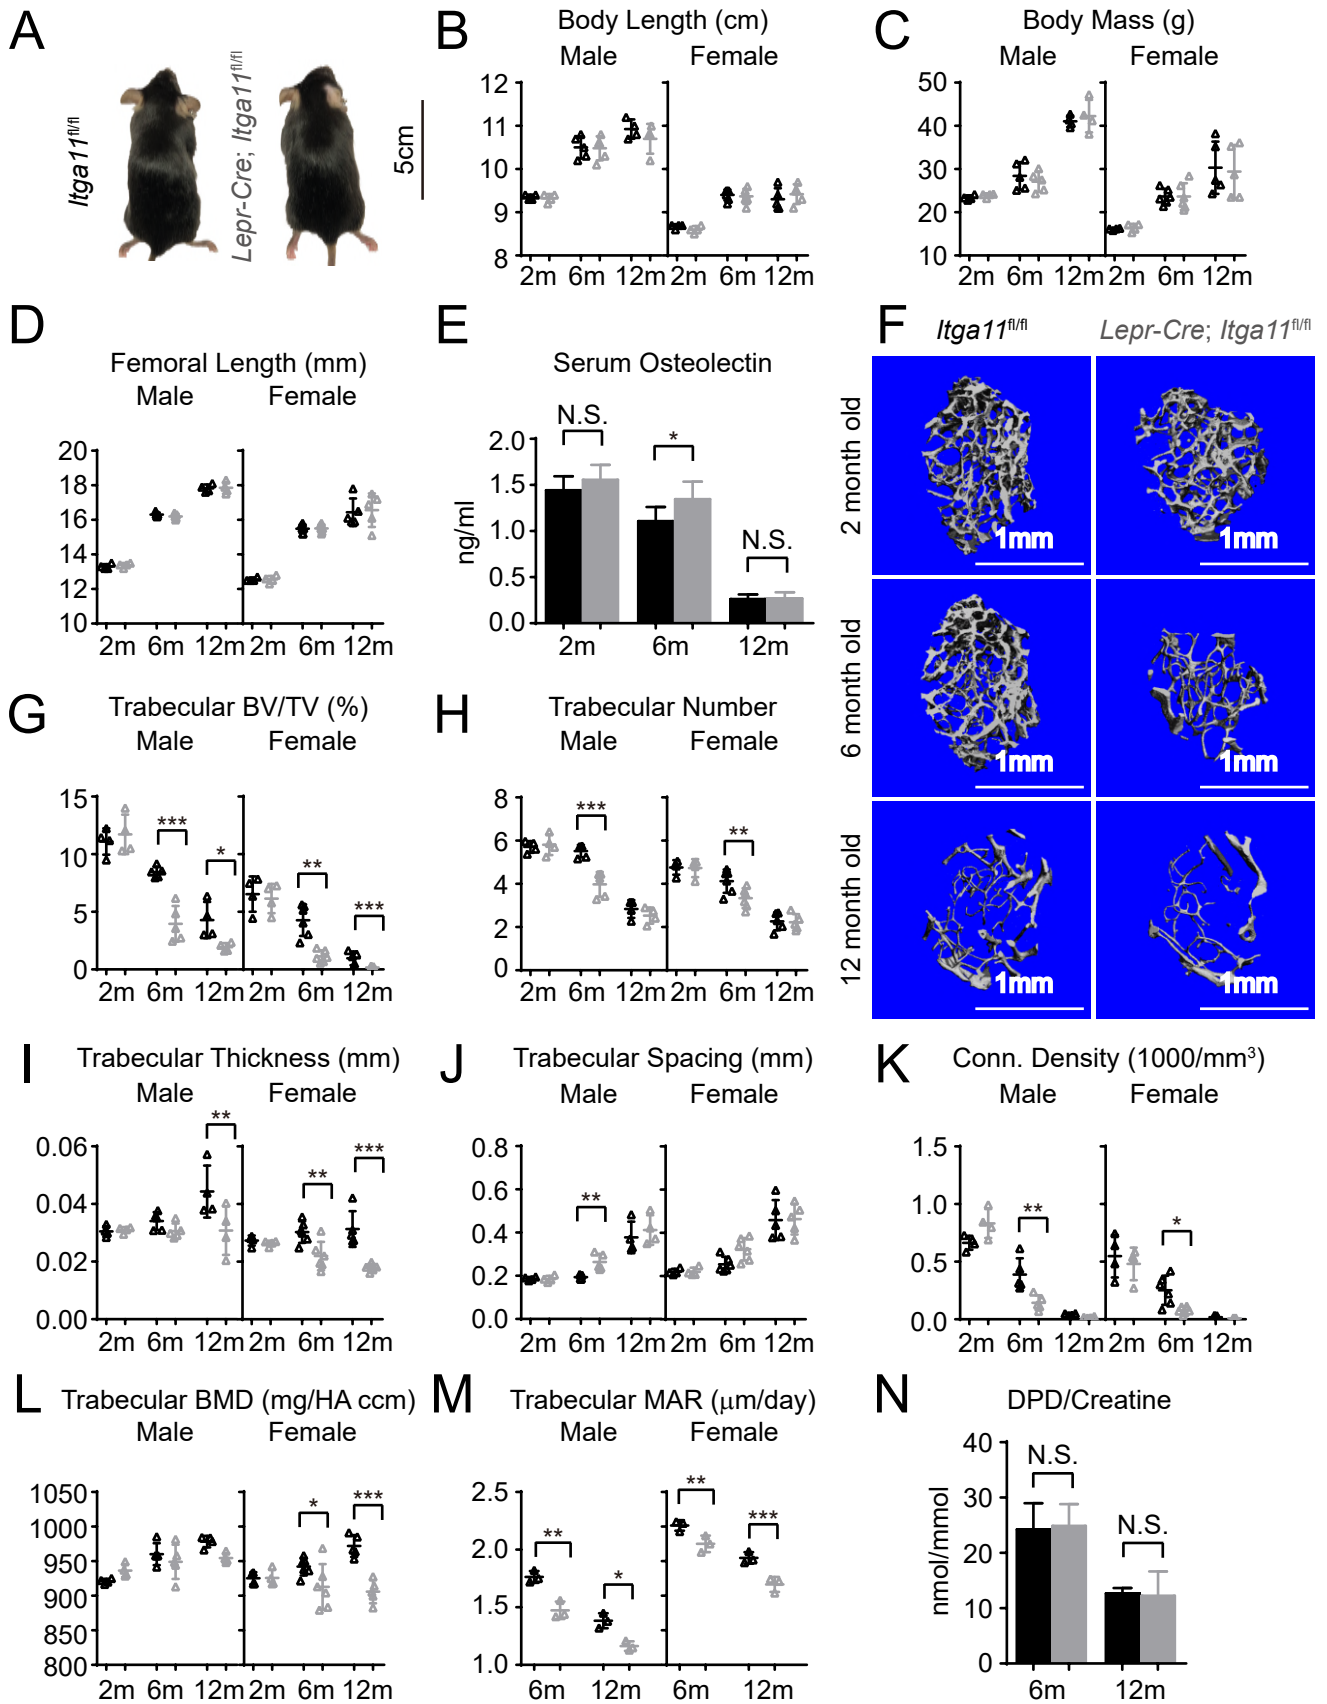 A
Itga11fl/fl
Lepr-Cre; Itga11fl/fl
5cm
B
Body Length (cm)
Male Female
12
11
10
9
8
2m 6m 12m 2m 6m 12m
C
Body Mass (g)
Male Female
50
40
30
20
10
2m 6m 12m 2m 6m 12m
D
Femoral Length (mm)
Male Female
20
18
16
14
12
10
2m 6m 12m 2m 6m 12m
E
Serum Osteolectin
ng/ml
2.0
1.5
1.0
0.5
0.0
N.S.
*
N.S.
2m 6m 12m
F
Itga11fl/fl Lepr-Cre; Itga11fl/fl
2 month old
1mm 1mm
6 month old
1mm 1mm
12 month old
1mm 1mm
G
Trabecular BV/TV (%)
Male Female
15
10
5
0
*** * ** ***
2m 6m 12m 2m 6m 12m
H
Trabecular Number
Male Female
8
6
4
2
0
*** **
2m 6m 12m 2m 6m 12m
I
Trabecular Thickness (mm)
Male Female
0.06
0.04
0.02
0.00
** ** ***
2m 6m 12m 2m 6m 12m
J
Trabecular Spacing (mm)
Male Female
0.8
0.6
0.4
0.2
0.0
**
2m 6m 12m 2m 6m 12m
K
Conn. Density (1000/mm³)
Male Female
1.5
1.0
0.5
0.0
** *
2m 6m 12m 2m 6m 12m
L
Trabecular BMD (mg/HA ccm)
Male Female
1050
1000
950
900
850
800
* ***
2m 6m 12m 2m 6m 12m
M
Trabecular MAR (μm/day)
Male Female
2.5
2.0
1.5
1.0
** * ** ***
6m 12m 6m 12m
N
DPD/Creatine
nmol/mmol
40
30
20
10
0
N.S.
N.S.
6m 12m